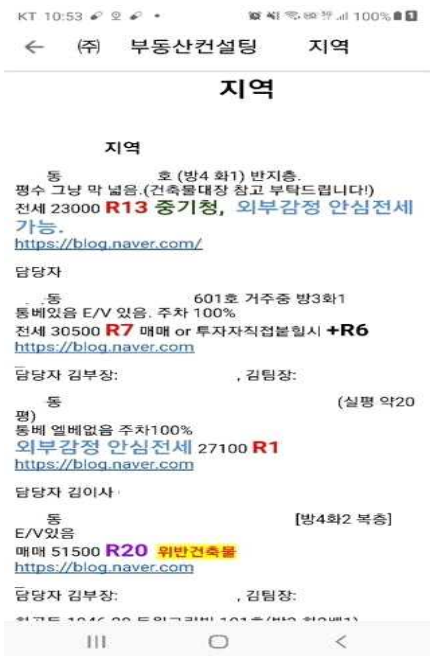 KT 10:53
100%
← (주) 부동산컨설팅 지역
지역
지역
동 호 (방4 화1) 반지층.
평수 그냥 막 넓음.(건축물대장 참고 부탁드립니다!)
전세 23000 R13 중기청, 외부감정 안심전세
가능.
https://blog.naver.com/
담당자
동 601호 거주중 방3화1
통베있음 E/V 있음. 주차 100%
전세 30500 R7 매매 or 투자자직접붙힐시 +R6
https://blog.naver.com
담당자 김부장: , 김팀장:
동 (실평 약20
평)
통베 엘베없음 주차100%
외부감정 안심전세 27100 R1
https://blog.naver.com
담당자 김이사
동 [방4화2 복층]
E/V있음
매매 51500 R20 위반건축물
https://blog.naver.com
담당자 김부장: , 김팀장: